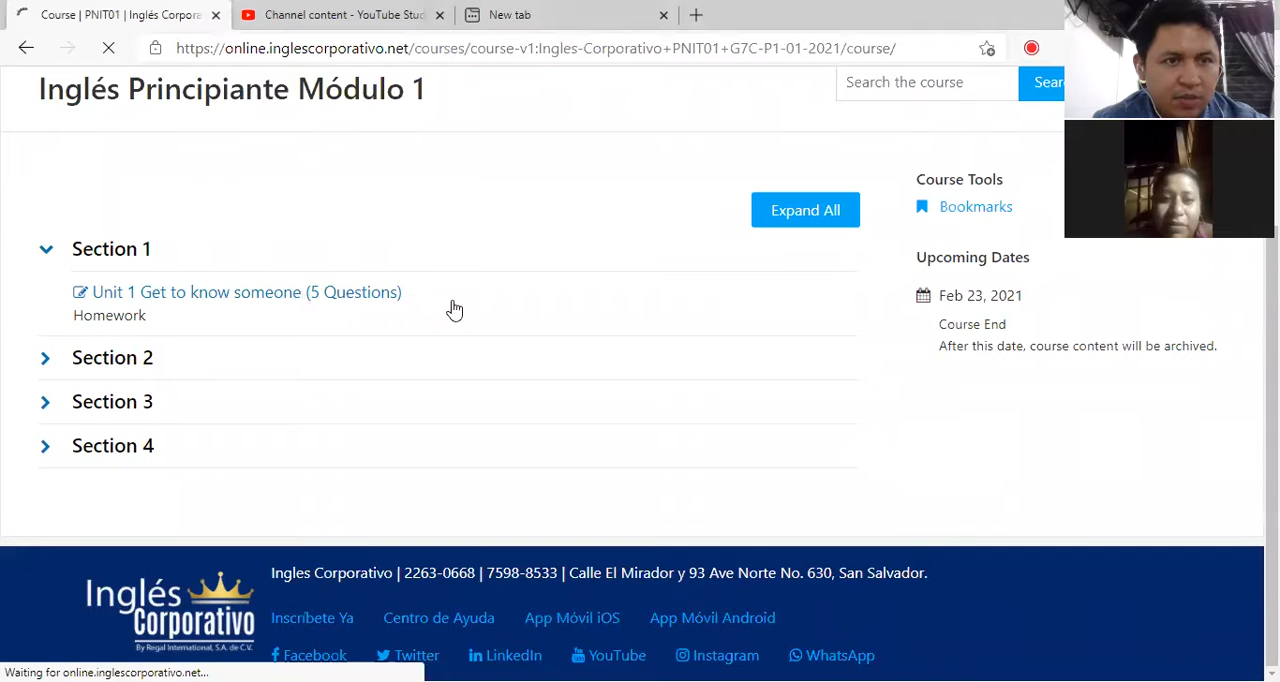 Course | PNIT01 | Inglés Corpora
Channel content - YouTube Stud
New tab
https://online.inglescorporativo.net/courses/course-v1:Ingles-Corporativo+PNIT01+G7C-P1-01-2021/course/
Inglés Principiante Módulo 1
Search the course
Sear
Course Tools
Bookmarks
Expand All
Section 1
Unit 1 Get to know someone (5 Questions)
Homework
Section 2
Section 3
Section 4
Upcoming Dates
Feb 23, 2021
Course End
After this date, course content will be archived.
Inglés
Corporativo
By Regal International, S.A. de C.V.
Ingles Corporativo | 2263-0668 | 7598-8533 | Calle El Mirador y 93 Ave Norte No. 630, San Salvador.
Inscríbete Ya
Centro de Ayuda
App Móvil iOS
App Móvil Android
Facebook
Twitter
LinkedIn
YouTube
Instagram
WhatsApp
Waiting for online.inglescorporativo.net...